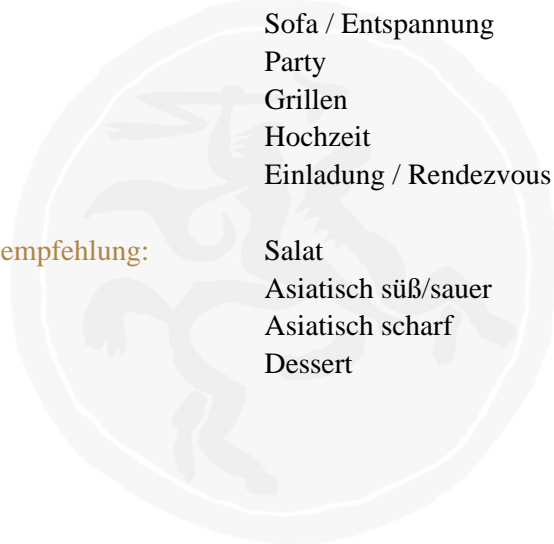 Sofa / Entspannung
Party
Grillen
Hochzeit
Einladung / Rendezvous
empfehlung: Salat
Asiatisch süß/sauer
Asiatisch scharf
Dessert